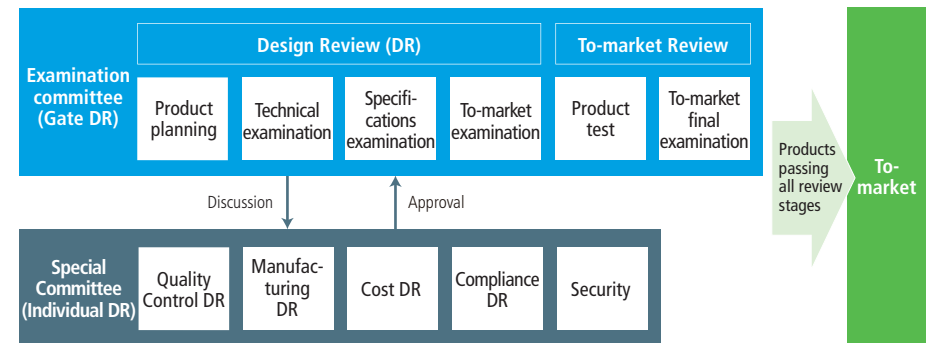 Design Review (DR)
To-market Review
Examination
committee
(Gate DR)
Product
planning
Technical
examination
Specifi-
cations
examination
To-market
examination
Product
test
To-market
final
examination
Products
passing
all review
stages
To-
market
Discussion
Approval
Special
Committee
(Individual DR)
Quality
Control DR
Manufac-
turing
DR
Cost DR
Compliance
DR
Security